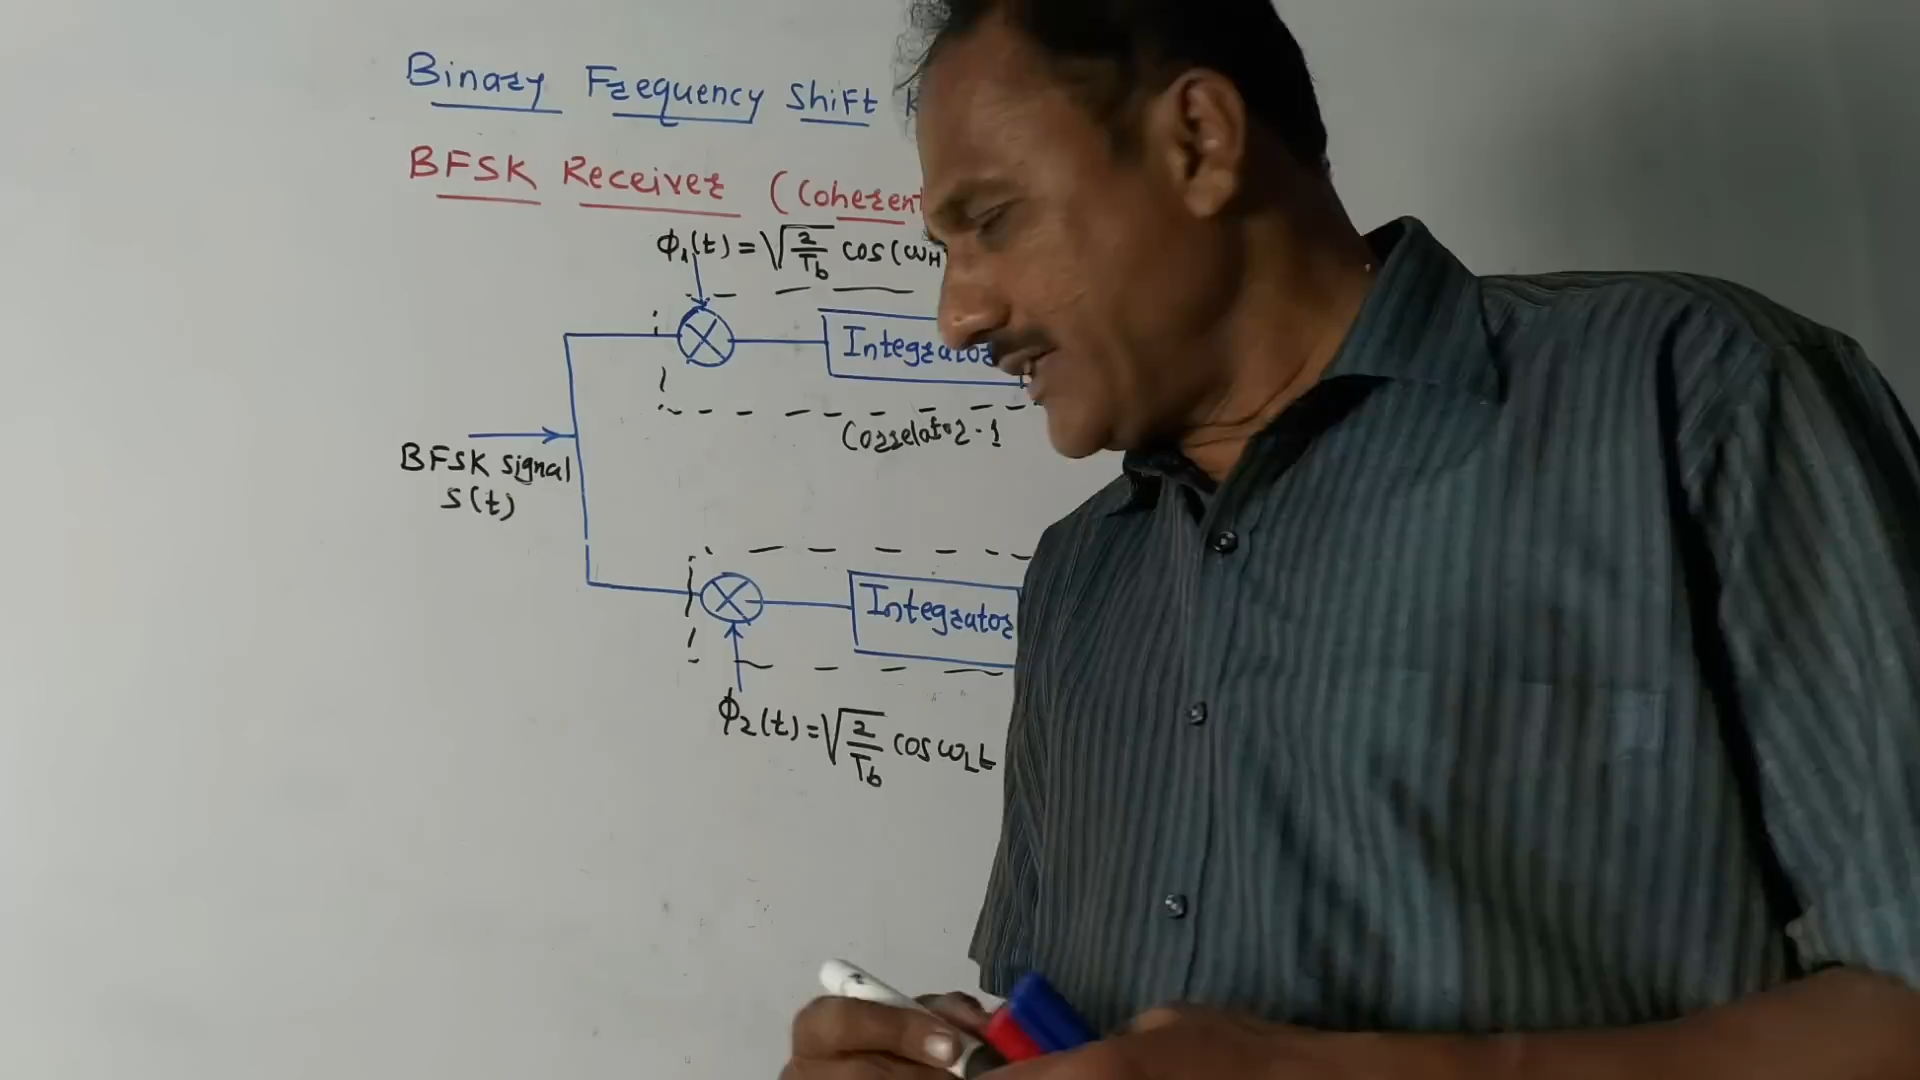 Binary Frequency Shift
BFSK Receiver (Coherent
ϕ₁(t) = √(2/Tb) cos(ωH
Integrator
Correlator-1
BFSK Signal
S(t)
Integrator
ϕ₂(t) = √(2/Tb) cos ωLt